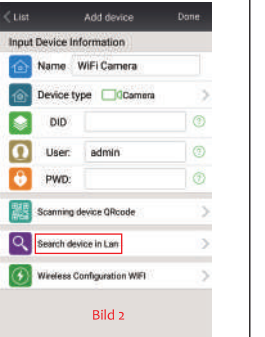 List Add device Done
Input Device Information
Name WiFi Camera
Device type Camera
DID
User: admin
PWD:
Scanning device QRcode
Search device in Lan
Wireless Configuration WIFI
Bild 2